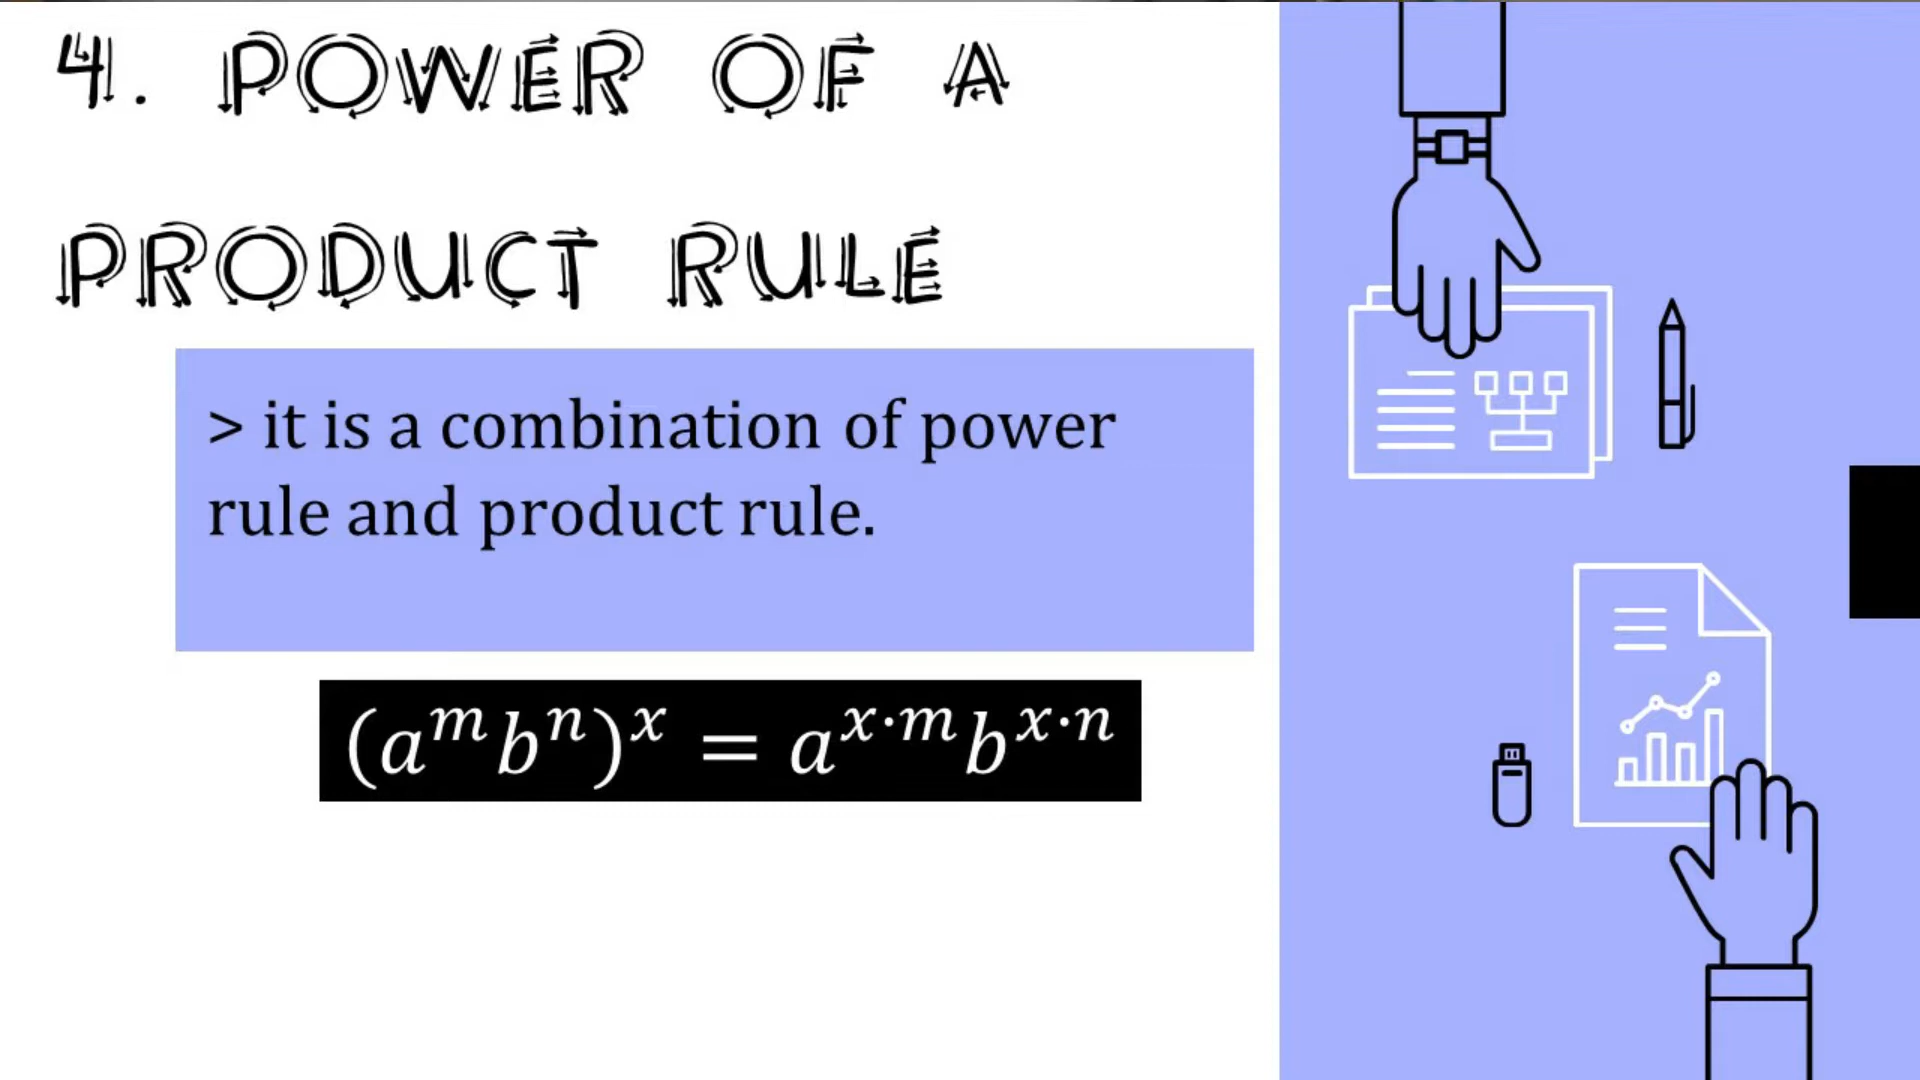 4. POWER OF A
PRODUCT RULE
> it is a combination of power
rule and product rule.
(a^m b^n)^x = a^{x·m} b^{x·n}